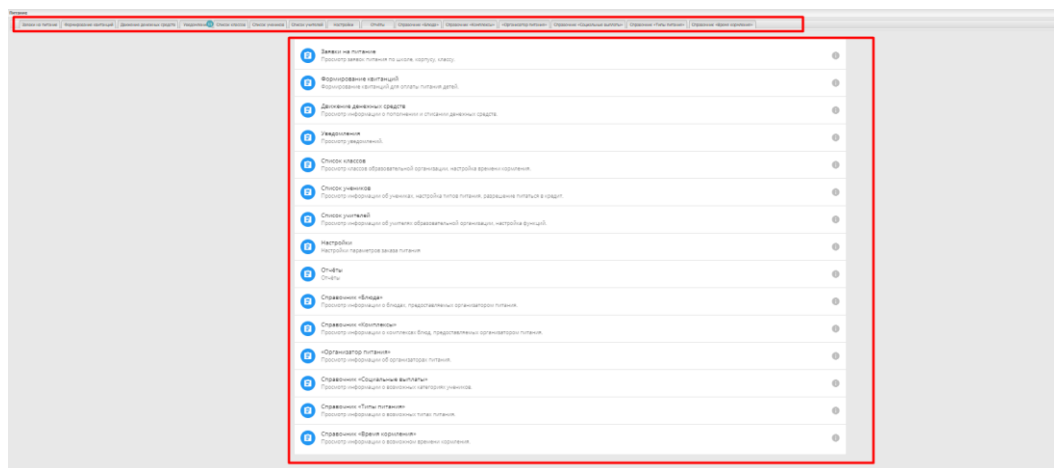 Питание
Заявки на питание Формирование квитанций Движение денежных средств Уведомления Список классов Список учеников Список учителей Настройки Отчёты Справочник «Блюда» Справочник «Комплексы» «Организатор питания» Справочник «Социальные выплаты» Справочник «Типы питания» Справочник «Время кормления»
Заявки на питание
Просмотр заявок питания по школе, корпусу, классу.
Формирование квитанций
Формирование квитанций для оплаты питания детей.
Движение денежных средств
Просмотр информации о пополнении и списании денежных средств.
Уведомления
Просмотр уведомлений.
Список классов
Просмотр классов образовательной организации, настройка времени кормления.
Список учеников
Просмотр информации об учениках, настройка типов питания, разрешение питаться в кредит.
Список учителей
Просмотр информации об учителях образовательной организации, настройка функций.
Настройки
Настройки параметров заказа питания
Отчёты
Отчёты
Справочник «Блюда»
Просмотр информации о блюдах, предоставляемых организатором питания.
Справочник «Комплексы»
Просмотр информации о комплексах блюд, предоставляемых организатором питания.
«Организатор питания»
Просмотр информации об организаторах питания.
Справочник «Социальные выплаты»
Просмотр информации о возможных категориях учеников.
Справочник «Типы питания»
Просмотр информации о возможных типах питания.
Справочник «Время кормления»
Просмотр информации о возможном времени кормления.